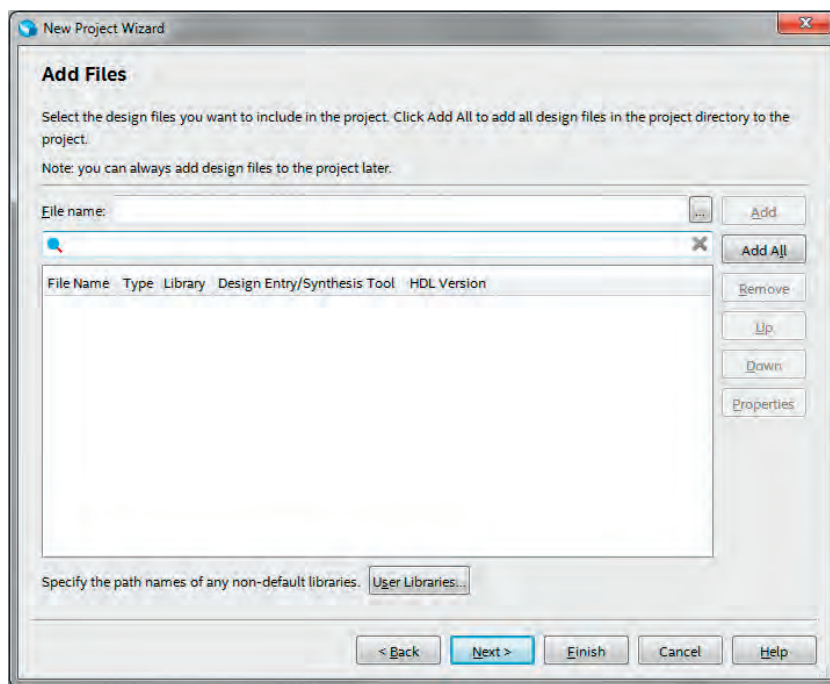 New Project Wizard
Add Files
Select the design files you want to include in the project. Click Add All to add all design files in the project directory to the
project.
Note: you can always add design files to the project later.
File name:
...
Add
Add All
File Name Type Library Design Entry/Synthesis Tool HDL Version
Remove
Up
Down
Properties
Specify the path names of any non-default libraries. User Libraries...
< Back Next > Finish Cancel Help